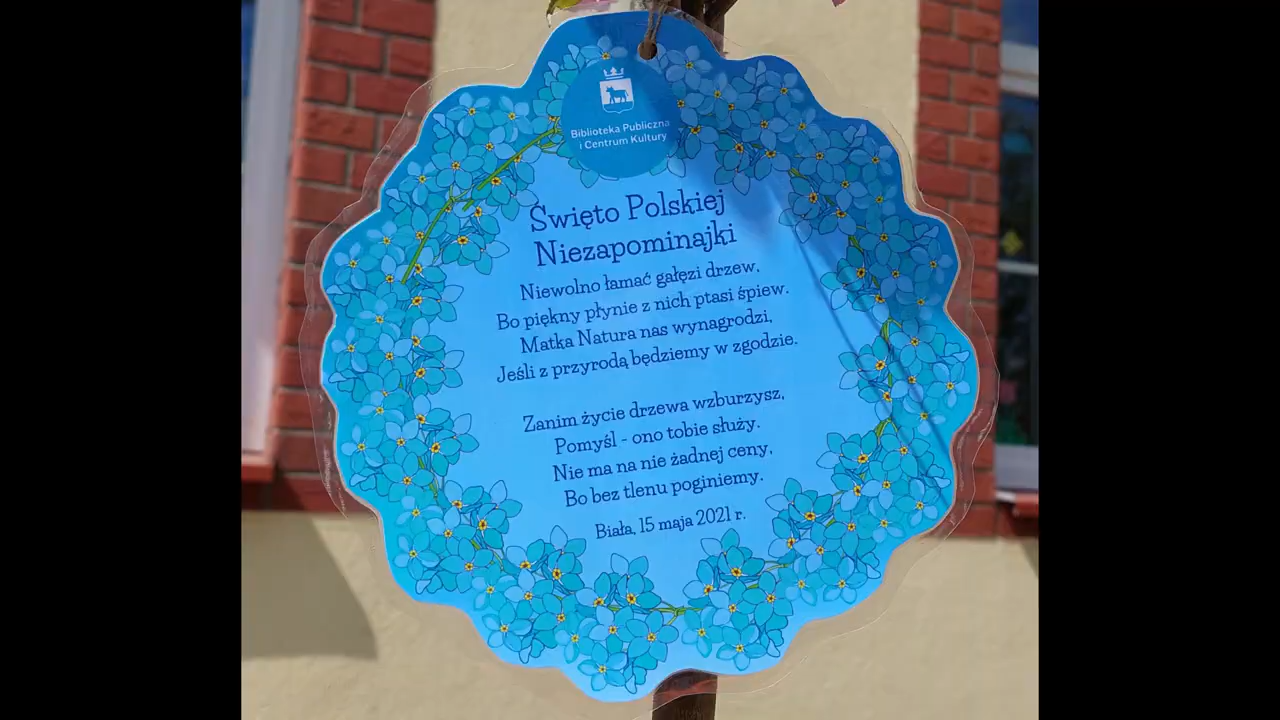 Biblioteka Publiczna
i Centrum Kultury
Święto Polskiej
Niezapominajki
Niewolno łamać gałęzi drzew,
Bo piękny płynie z nich ptasi śpiew.
Matka Natura nas wynagrodzi,
Jeśli z przyrodą będziemy w zgodzie.
Zanim życie drzewa wzburzysz,
Pomyśl - ono tobie służy.
Nie ma na nie żadnej ceny,
Bo bez tlenu poginiemy.
Biała, 15 maja 2021 r.